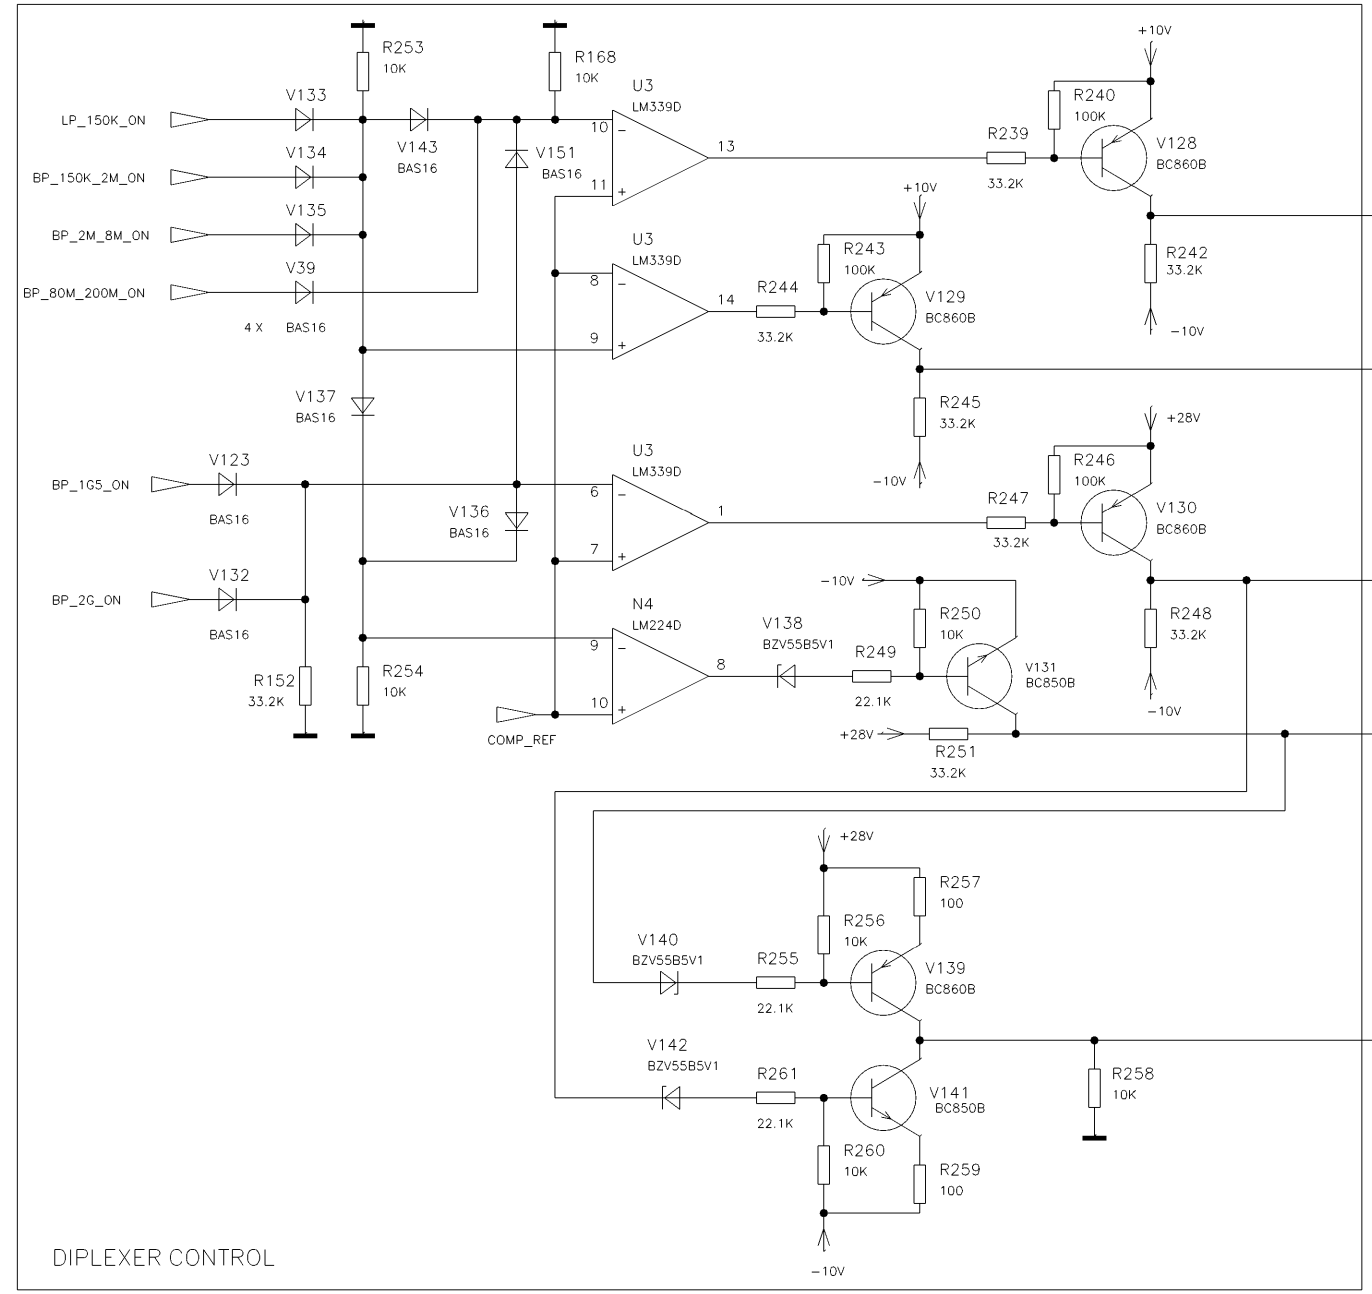 R253
10K
R168
10K
U3
LM339D
+10V
V133
R240
100K
LP_150K_ON
10
−
V143
BAS16
V151
BAS16
13
R239
33.2K
V128
BC860B
V134
BP_150K_2M_ON
11
+
+10V
V135
BP_2M_8M_ON
U3
LM339D
R243
100K
R242
33.2K
V39
BP_80M_200M_ON
8
−
14
R244
33.2K
V129
BC860B
4 X BAS16
−10V
9
+
V137
BAS16
R245
33.2K
+28V
V123
BP_1G5_ON
BAS16
U3
LM339D
−10V
R246
100K
6
−
V136
BAS16
1
R247
33.2K
V130
BC860B
7
+
V132
BP_2G_ON
BAS16
−10V
N4
LM224D
R250
10K
R248
33.2K
V138
BZV55B5V1
9
−
8
R249
22.1K
V131
BC850B
R152
33.2K
R254
10K
10
+
−10V
COMP_REF
+28V
R251
33.2K
+28V
R257
100
R256
10K
V140
BZV55B5V1
R255
22.1K
V139
BC860B
V142
BZV55B5V1
R261
22.1K
R258
10K
V141
BC850B
R260
10K
R259
100
DIPLEXER CONTROL
−10V